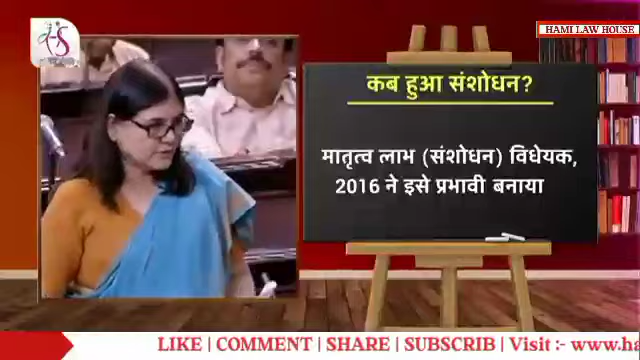 HAMI LAW HOUSE
कब हुआ संशोधन?
मातृत्व लाभ (संशोधन) विधेयक,
2016 ने इसे प्रभावी बनाया
LIKE | COMMENT | SHARE | SUBSCRIB | Visit :- www.ha